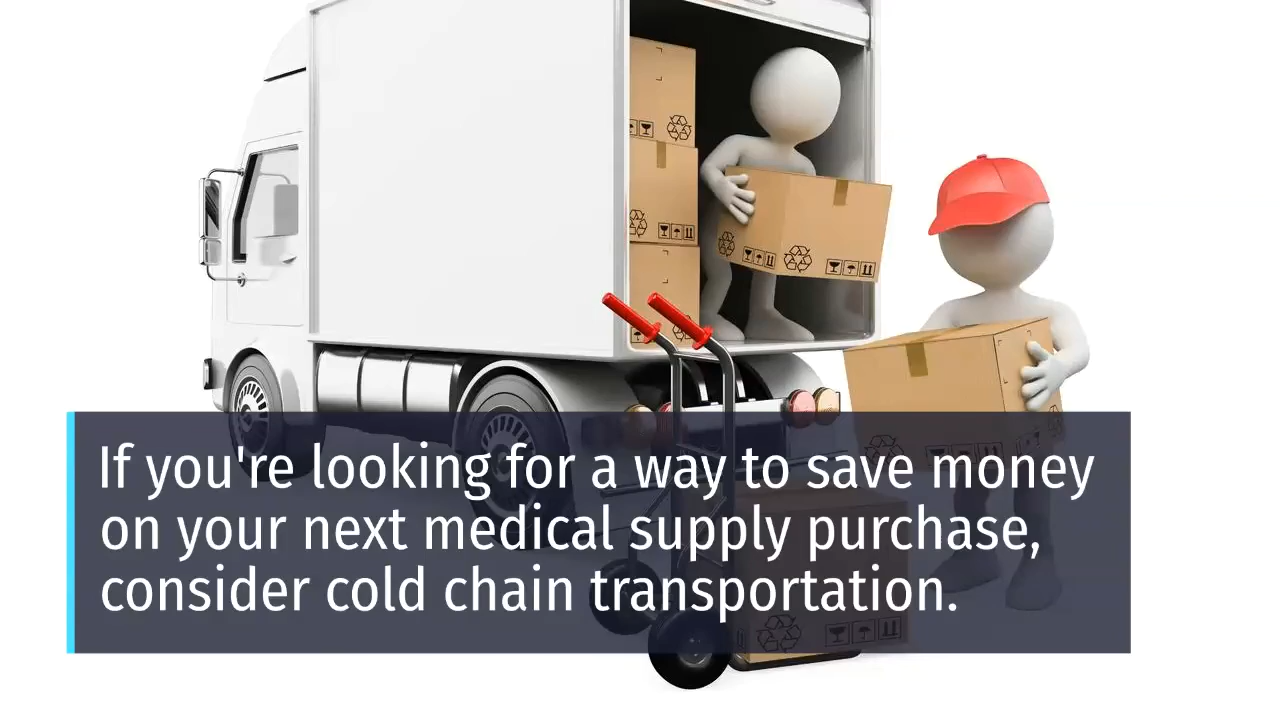 If you're looking for a way to save money
on your next medical supply purchase,
consider cold chain transportation.